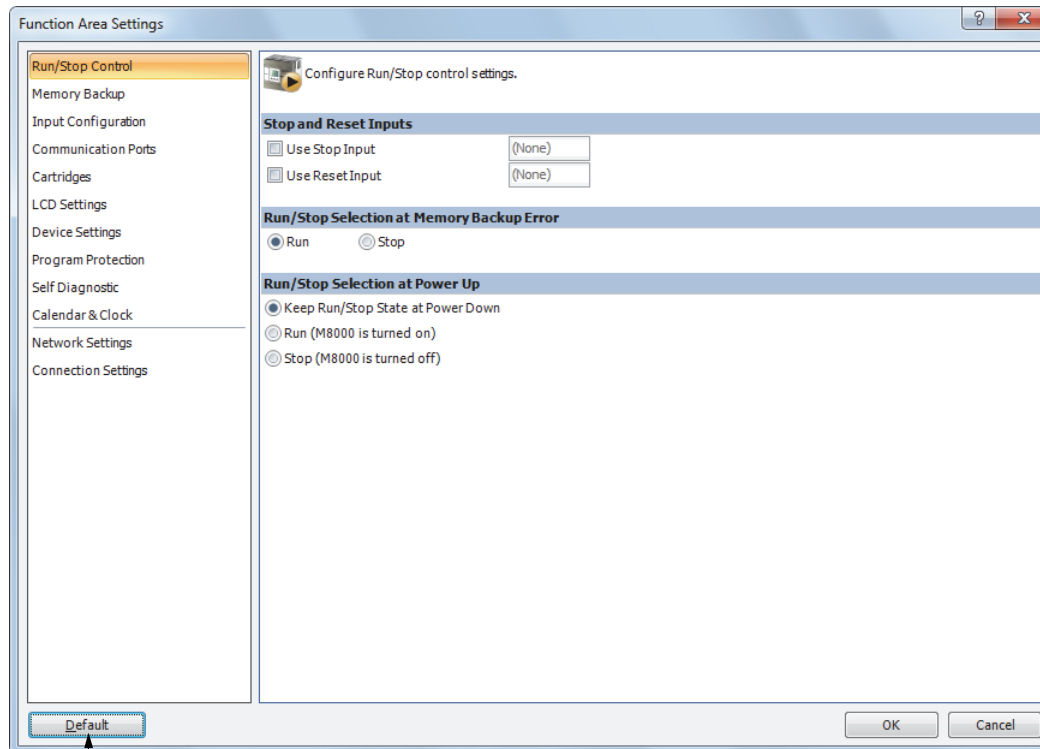 Function Area Settings
?
X
Run/Stop Control
Memory Backup
Input Configuration
Communication Ports
Cartridges
LCD Settings
Device Settings
Program Protection
Self Diagnostic
Calendar & Clock
Network Settings
Connection Settings
Configure Run/Stop control settings.
Stop and Reset Inputs
Use Stop Input (None)
Use Reset Input (None)
Run/Stop Selection at Memory Backup Error
Run Stop
Run/Stop Selection at Power Up
Keep Run/Stop State at Power Down
Run (M8000 is turned on)
Stop (M8000 is turned off)
Default OK Cancel